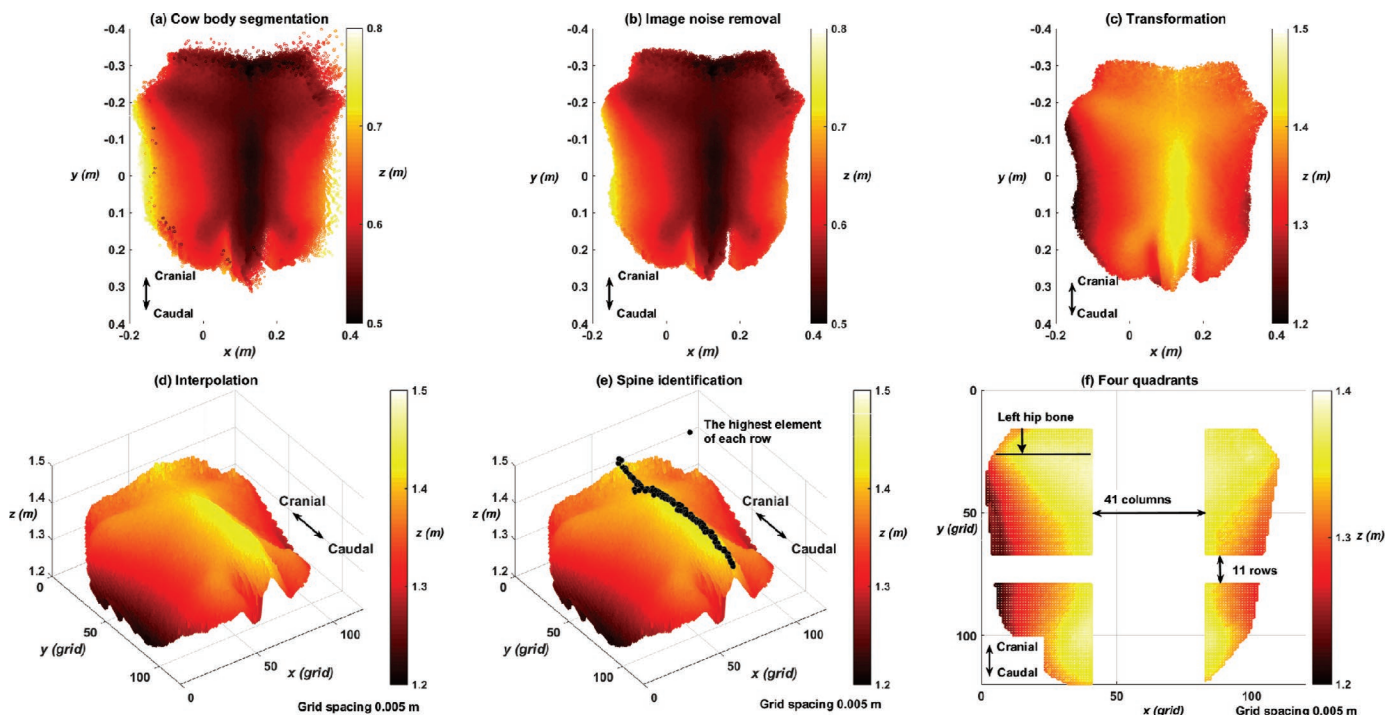 (a) Cow body segmentation
-0.4
-0.3
-0.2
-0.1
0
0.1
0.2
0.3
0.4
y (m)
-0.2
0
0.2
0.4
x (m)
Cranial
Caudal
0.8
0.7
z (m)
0.6
0.5
(b) Image noise removal
-0.4
-0.3
-0.2
-0.1
0
0.1
0.2
0.3
0.4
y (m)
-0.2
0
0.2
0.4
x (m)
Cranial
Caudal
0.8
0.7
z (m)
0.6
0.5
(c) Transformation
-0.4
-0.3
-0.2
-0.1
0
0.1
0.2
0.3
0.4
y (m)
-0.2
0
0.2
0.4
x (m)
Cranial
Caudal
1.5
1.4
z (m)
1.3
1.2
(d) Interpolation
1.5
1.4
z (m)
1.3
1.2
0
50
y (grid)
100
0
50
x (grid)
100
Cranial
Caudal
1.5
1.4
z (m)
1.3
1.2
Grid spacing 0.005 m
(e) Spine identification
The highest element
of each row
1.5
1.4
z (m)
1.3
1.2
0
50
y (grid)
100
0
50
x (grid)
100
Cranial
Caudal
1.5
1.4
z (m)
1.3
1.2
Grid spacing 0.005 m
(f) Four quadrants
0
Left hip bone
41 columns
50
y (grid)
11 rows
100
Cranial
Caudal
0
50
100
x (grid)
1.4
z (m)
1.3
1.2
Grid spacing 0.005 m